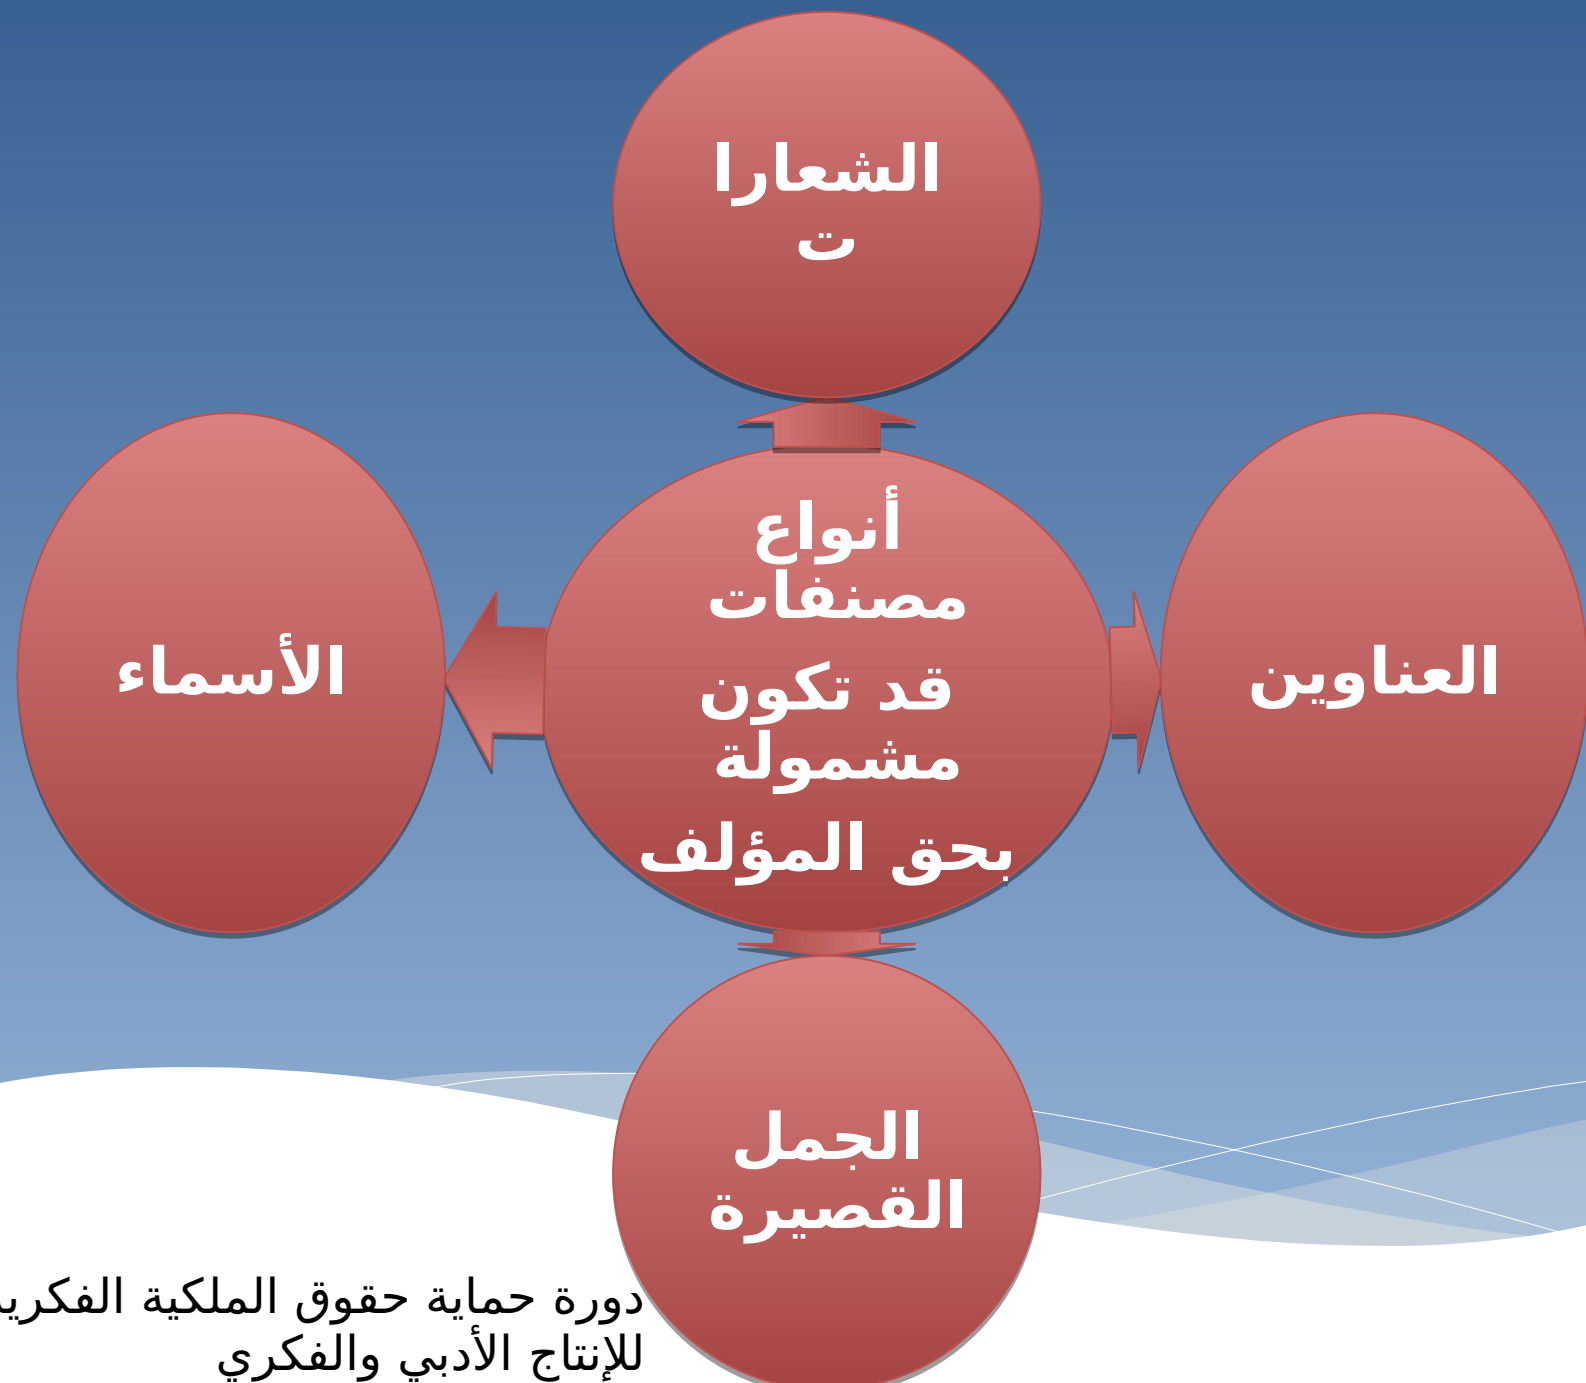 الشعارا
ت
أنواع
مصنفات
قد تكون
مشمولة
بحق المؤلف
العناوين
الأسماء
الجمل
القصيرة
دورة حماية حقوق الملكية الفكري
للإنتاج الأدبي والفكري